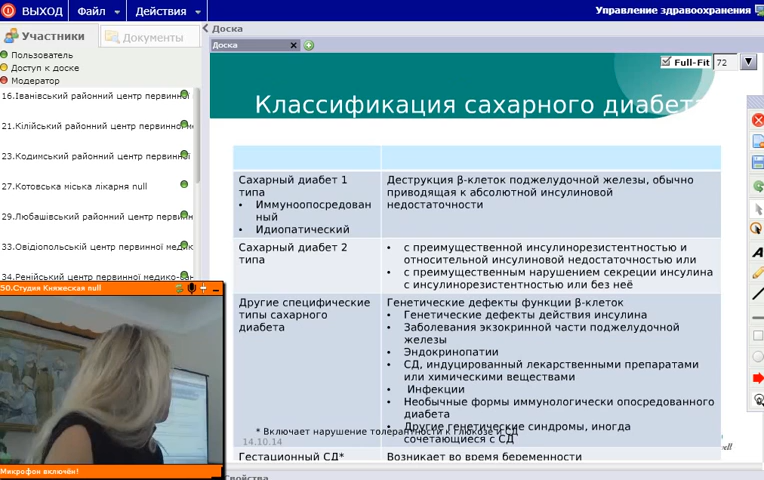 ВЫХОД Файл Действия Управление здравоохранения
Участники Документы
Пользователь
Доступ к доске
Модератор
16.Іванівський районний центр первинної
21.Кілійський районний центр первинної
23.Кодимський районний центр первинної
27.Котовська міська лікарня null
29.Любашівський районний центр первинн
33.Овідіопольський центр первинної медик
34.Ренійський центр первинної медико-сан
50.Студия Княжеская null
Микрофон включён!
Доска
Доска
Full-Fit 72
Классификация сахарного диабета
Сахарный диабет 1
типа
• Иммуноопосредован
ный
• Идиопатический
Деструкция β-клеток поджелудочной железы, обычно
приводящая к абсолютной инсулиновой
недостаточности
Сахарный диабет 2
типа
• с преимущественной инсулинорезистентностью и
относительной инсулиновой недостаточностью или
• с преимущественным нарушением секреции инсулина
с инсулинорезистентностью или без неё
Другие специфические
типы сахарного
диабета
Генетические дефекты функции β-клеток
• Генетические дефекты действия инсулина
• Заболевания экзокринной части поджелудочной
железы
• Эндокринопатии
• СД, индуцированный лекарственными препаратами
или химическими веществами
• Инфекции
• Необычные формы иммунологически опосредованного
диабета
• Другие генетические синдромы, иногда
сочетающиеся с СД
* Включает нарушение толерантности к глюкозе и СД
14.10.14
Гестационный СД*
Возникает во время беременности
Свойства